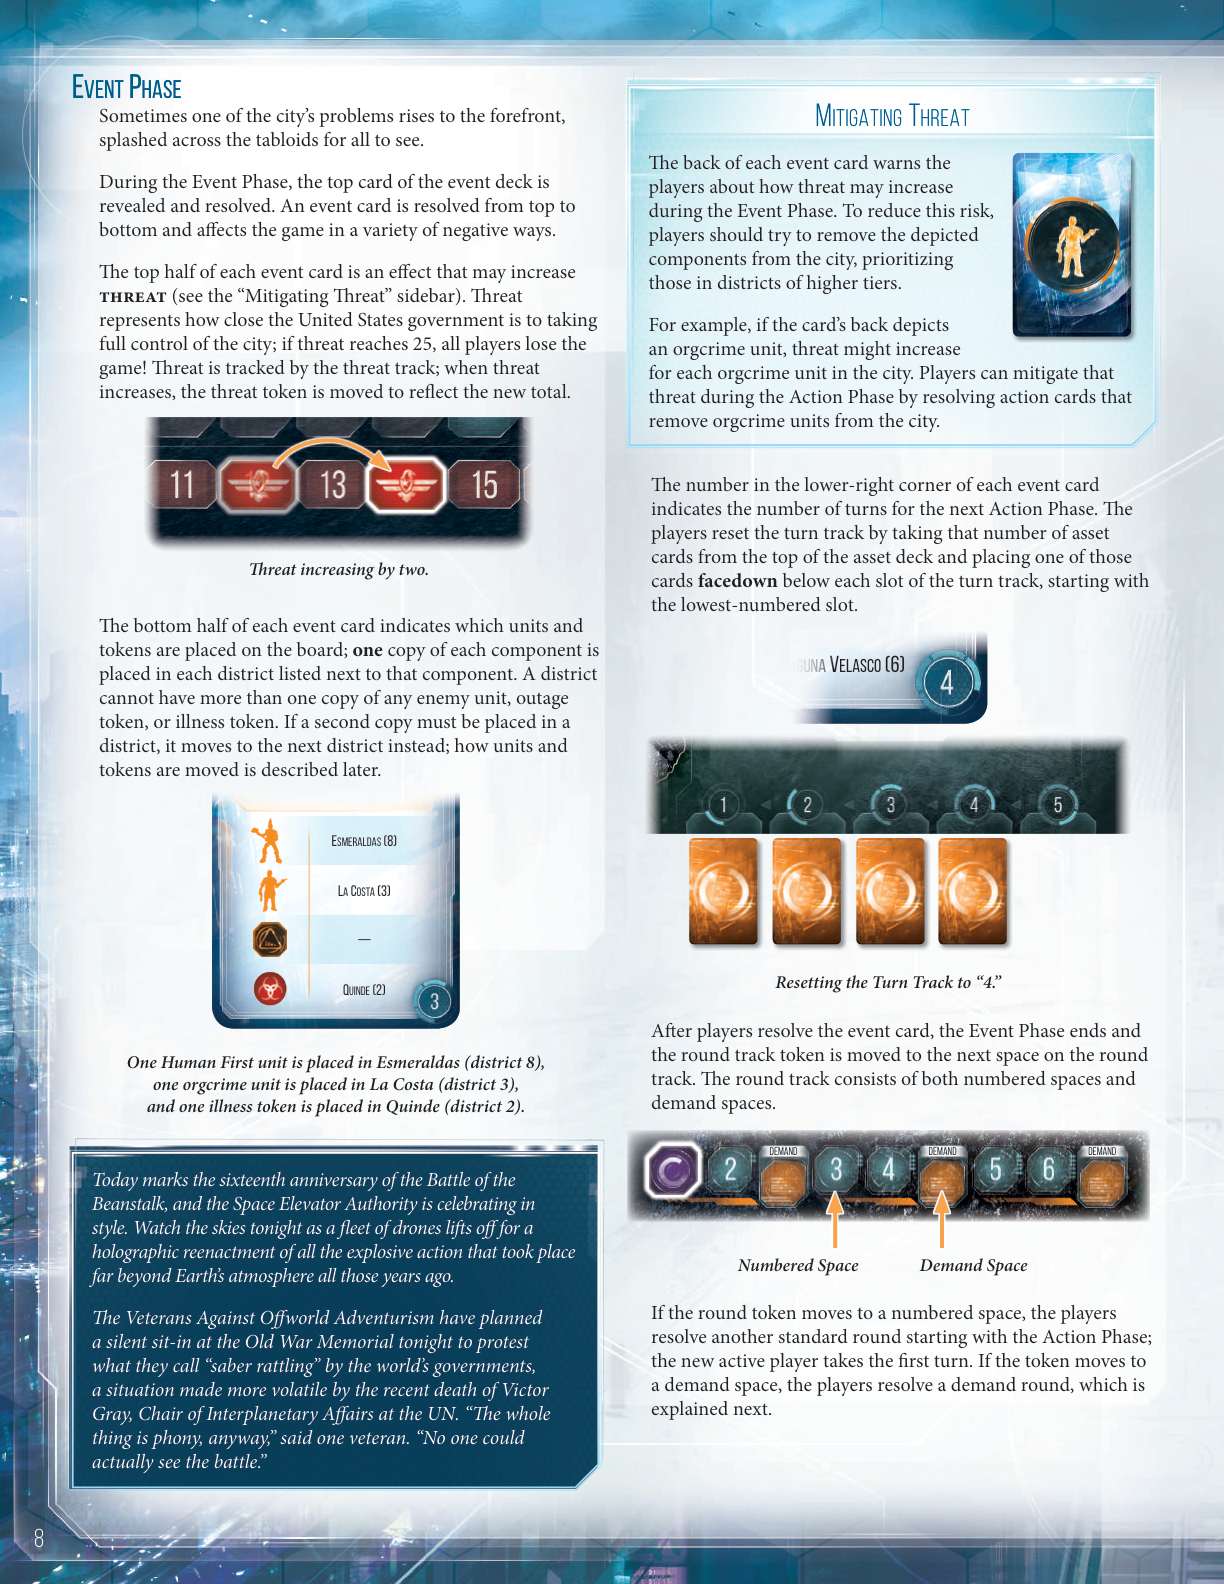 EVENT PHASE
Sometimes one of the city's problems rises to the forefront,
splashed across the tabloids for all to see.
During the Event Phase, the top card of the event deck is
revealed and resolved. An event card is resolved from top to
bottom and affects the game in a variety of negative ways.
The top half of each event card is an effect that may increase
THREAT (see the “Mitigating Threat” sidebar). Threat
represents how close the United States government is to taking
full control of the city; if threat reaches 25, all players lose the
game! Threat is tracked by the threat track; when threat
increases, the threat token is moved to reflect the new total.
11 13 15
Threat increasing by two.
The bottom half of each event card indicates which units and
tokens are placed on the board; one copy of each component is
placed in each district listed next to that component. A district
cannot have more than one copy of any enemy unit, outage
token, or illness token. If a second copy must be placed in a
district, it moves to the next district instead; how units and
tokens are moved is described later.
ESMERALDAS (8)
LA COSTA (3)
—
QUINDE (2)
3
One Human First unit is placed in Esmeraldas (district 8),
one orgcrime unit is placed in La Costa (district 3),
and one illness token is placed in Quinde (district 2).
Today marks the sixteenth anniversary of the Battle of the
Beanstalk, and the Space Elevator Authority is celebrating in
style. Watch the skies tonight as a fleet of drones lifts off for a
holographic reenactment of all the explosive action that took place
far beyond Earth's atmosphere all those years ago.
The Veterans Against Offworld Adventurism have planned
a silent sit-in at the Old War Memorial tonight to protest
what they call “saber rattling” by the world's governments,
a situation made more volatile by the recent death of Victor
Gray, Chair of Interplanetary Affairs at the UN. “The whole
thing is phony, anyway,” said one veteran. “No one could
actually see the battle.”
8
MITIGATING THREAT
The back of each event card warns the
players about how threat may increase
during the Event Phase. To reduce this risk,
players should try to remove the depicted
components from the city, prioritizing
those in districts of higher tiers.
For example, if the card's back depicts
an orgcrime unit, threat might increase
for each orgcrime unit in the city. Players can mitigate that
threat during the Action Phase by resolving action cards that
remove orgcrime units from the city.
The number in the lower-right corner of each event card
indicates the number of turns for the next Action Phase. The
players reset the turn track by taking that number of asset
cards from the top of the asset deck and placing one of those
cards facedown below each slot of the turn track, starting with
the lowest-numbered slot.
GUNA VELASCO (6)
4
1 2 3 4 5
Resetting the Turn Track to “4.”
After players resolve the event card, the Event Phase ends and
the round track token is moved to the next space on the round
track. The round track consists of both numbered spaces and
demand spaces.
2 DEMAND 3 4 DEMAND 5 6 DEMAND
Numbered Space Demand Space
If the round token moves to a numbered space, the players
resolve another standard round starting with the Action Phase;
the new active player takes the first turn. If the token moves to
a demand space, the players resolve a demand round, which is
explained next.